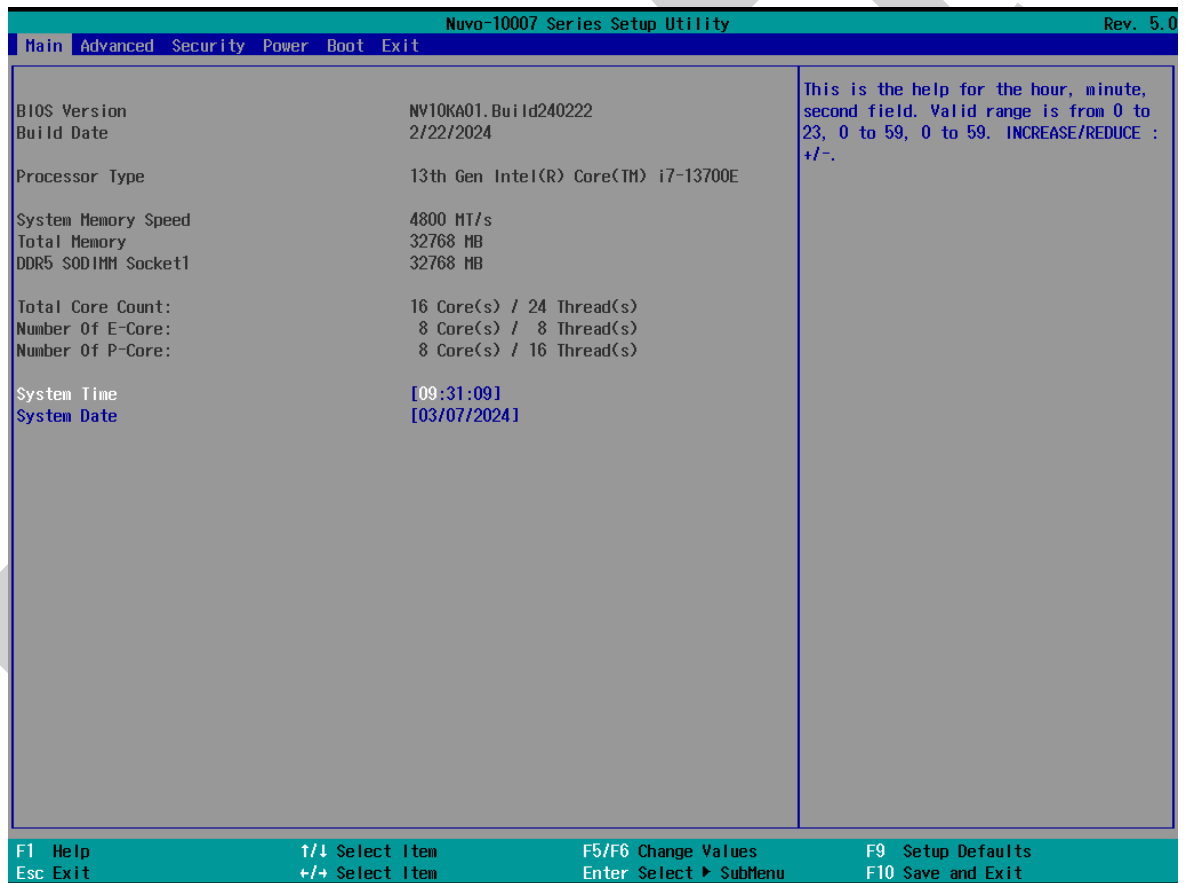 Nuvo-10007 Series Setup Utility Rev. 5.0
Main Advanced Security Power Boot Exit
This is the help for the hour, minute,
second field. Valid range is from 0 to
23, 0 to 59, 0 to 59. INCREASE/REDUCE :
+/-.
BIOS Version NV10KA01.Build240222
Build Date 2/22/2024
Processor Type 13th Gen Intel(R) Core(TM) i7-13700E
System Memory Speed 4800 MT/s
Total Memory 32768 MB
DDR5 SODIMM Socket1 32768 MB
Total Core Count: 16 Core(s) / 24 Thread(s)
Number Of E-Core: 8 Core(s) / 8 Thread(s)
Number Of P-Core: 8 Core(s) / 16 Thread(s)
System Time [09:31:09]
System Date [03/07/2024]
F1 Help ↑/↓ Select Item F5/F6 Change Values F9 Setup Defaults
Esc Exit ←/→ Select Item Enter Select ▶ SubMenu F10 Save and Exit